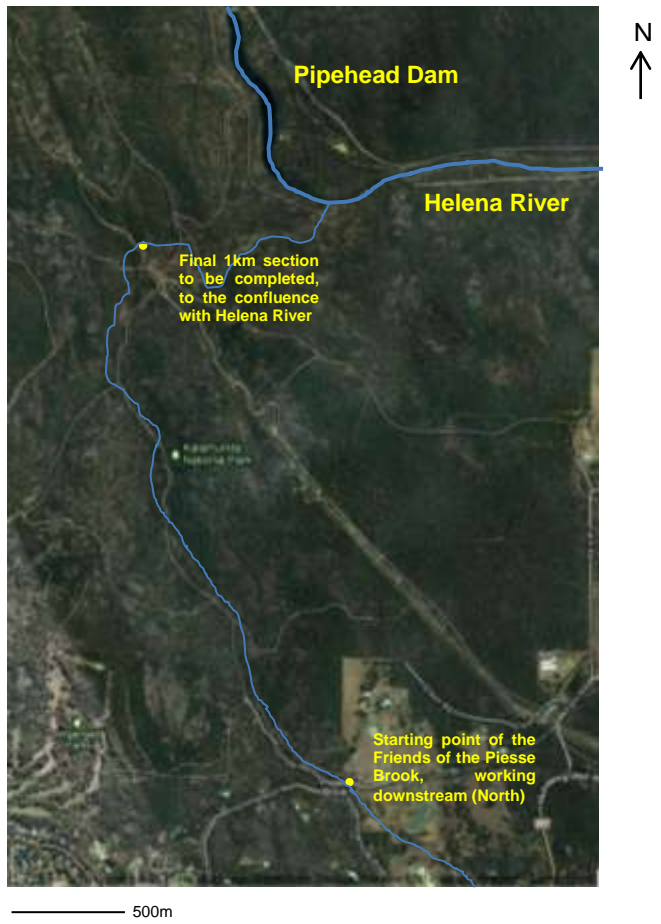 N
Pipehead Dam
Helena River
Final 1km section
to be completed,
to the confluence
with Helena River
Kalamunda
National Park
Starting point of the
Friends of the Piesse
Brook, working
downstream (North)
500m